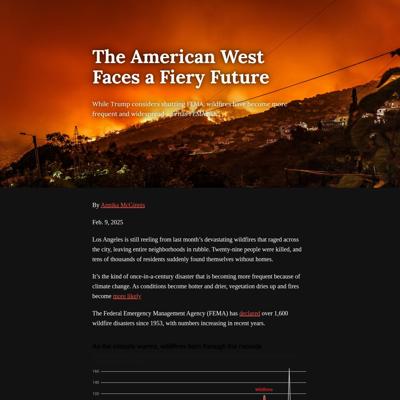 The American West
Faces a Fiery Future
While Trump considers shutting FEMA, wildfires have become more
frequent and widespread
By Annika McGinnis
Feb. 9, 2025
Los Angeles is still reeling from last month's devastating wildfires that raged across
the city, leaving entire neighborhoods in rubble. Twenty-nine people were killed, and
tens of thousands of residents suddenly found themselves without homes.
It's the kind of once-in-a-century disaster that is becoming more frequent because of
climate change. As conditions become hotter and drier, vegetation dries up and fires
become more likely
The Federal Emergency Management Agency (FEMA) has declared over 1,600
wildfire disasters since 1953, with numbers increasing in recent years.
As the climate warms, wildfires burn through the records
160
140
Wildfires
120